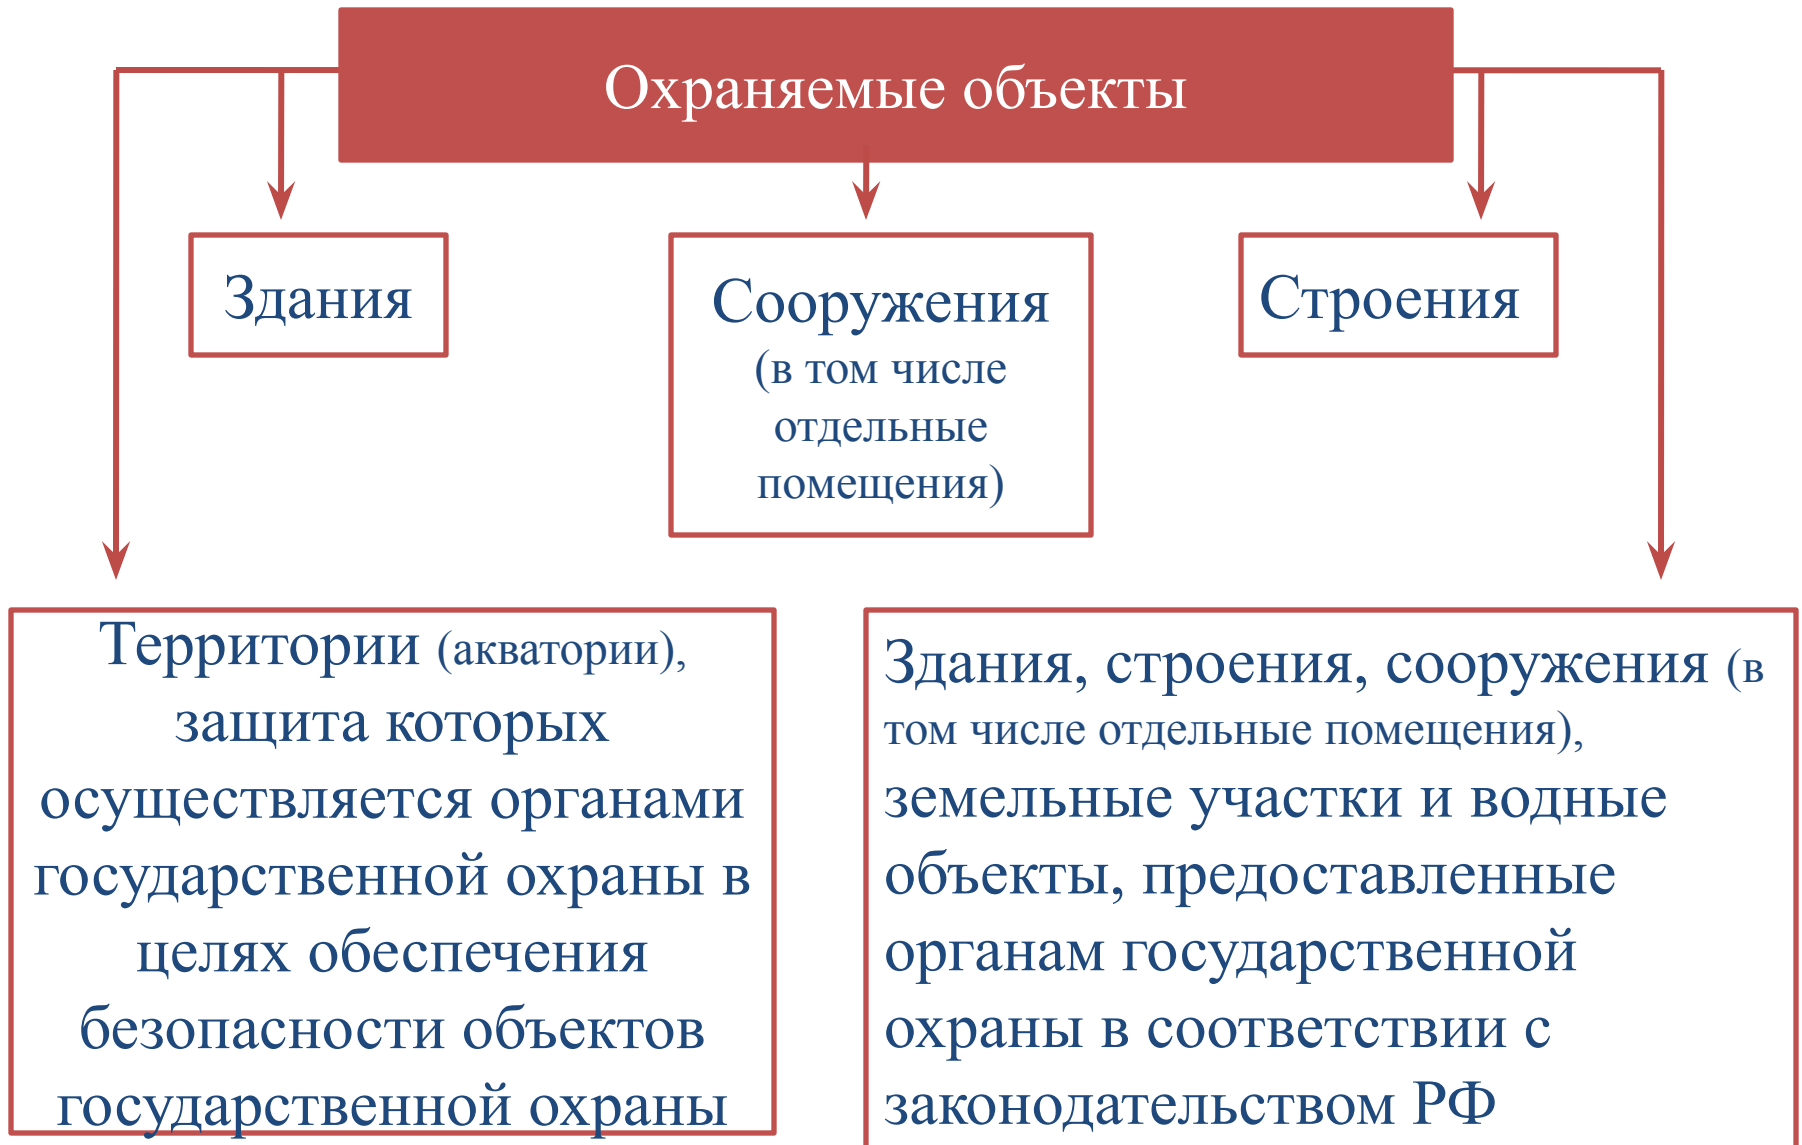 Охраняемые объекты
Здания
Сооружения
(в том числе
отдельные
помещения)
Строения
Территории (акватории),
защита которых
осуществляется органами
государственной охраны в
целях обеспечения
безопасности объектов
государственной охраны
Здания, строения, сооружения (в
том числе отдельные помещения),
земельные участки и водные
объекты, предоставленные
органам государственной
охраны в соответствии с
законодательством РФ